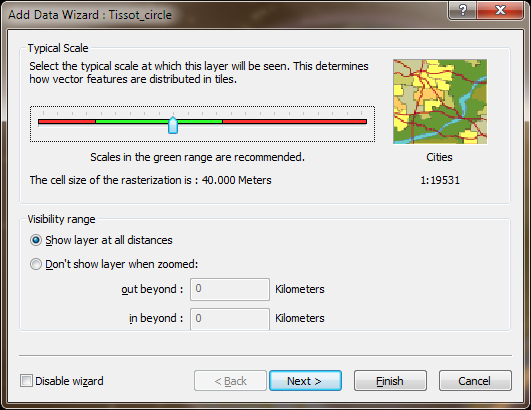 Add Data Wizard : Tissot_circle
Typical Scale
Select the typical scale at which this layer will be seen. This determines
how vector features are distributed in tiles.
Scales in the green range are recommended.
Cities
The cell size of the rasterization is : 40.000 Meters
1:19531
Visibility range
Show layer at all distances
Don't show layer when zoomed:
out beyond : 0 Kilometers
in beyond : 0 Kilometers
Disable wizard < Back Next > Finish Cancel